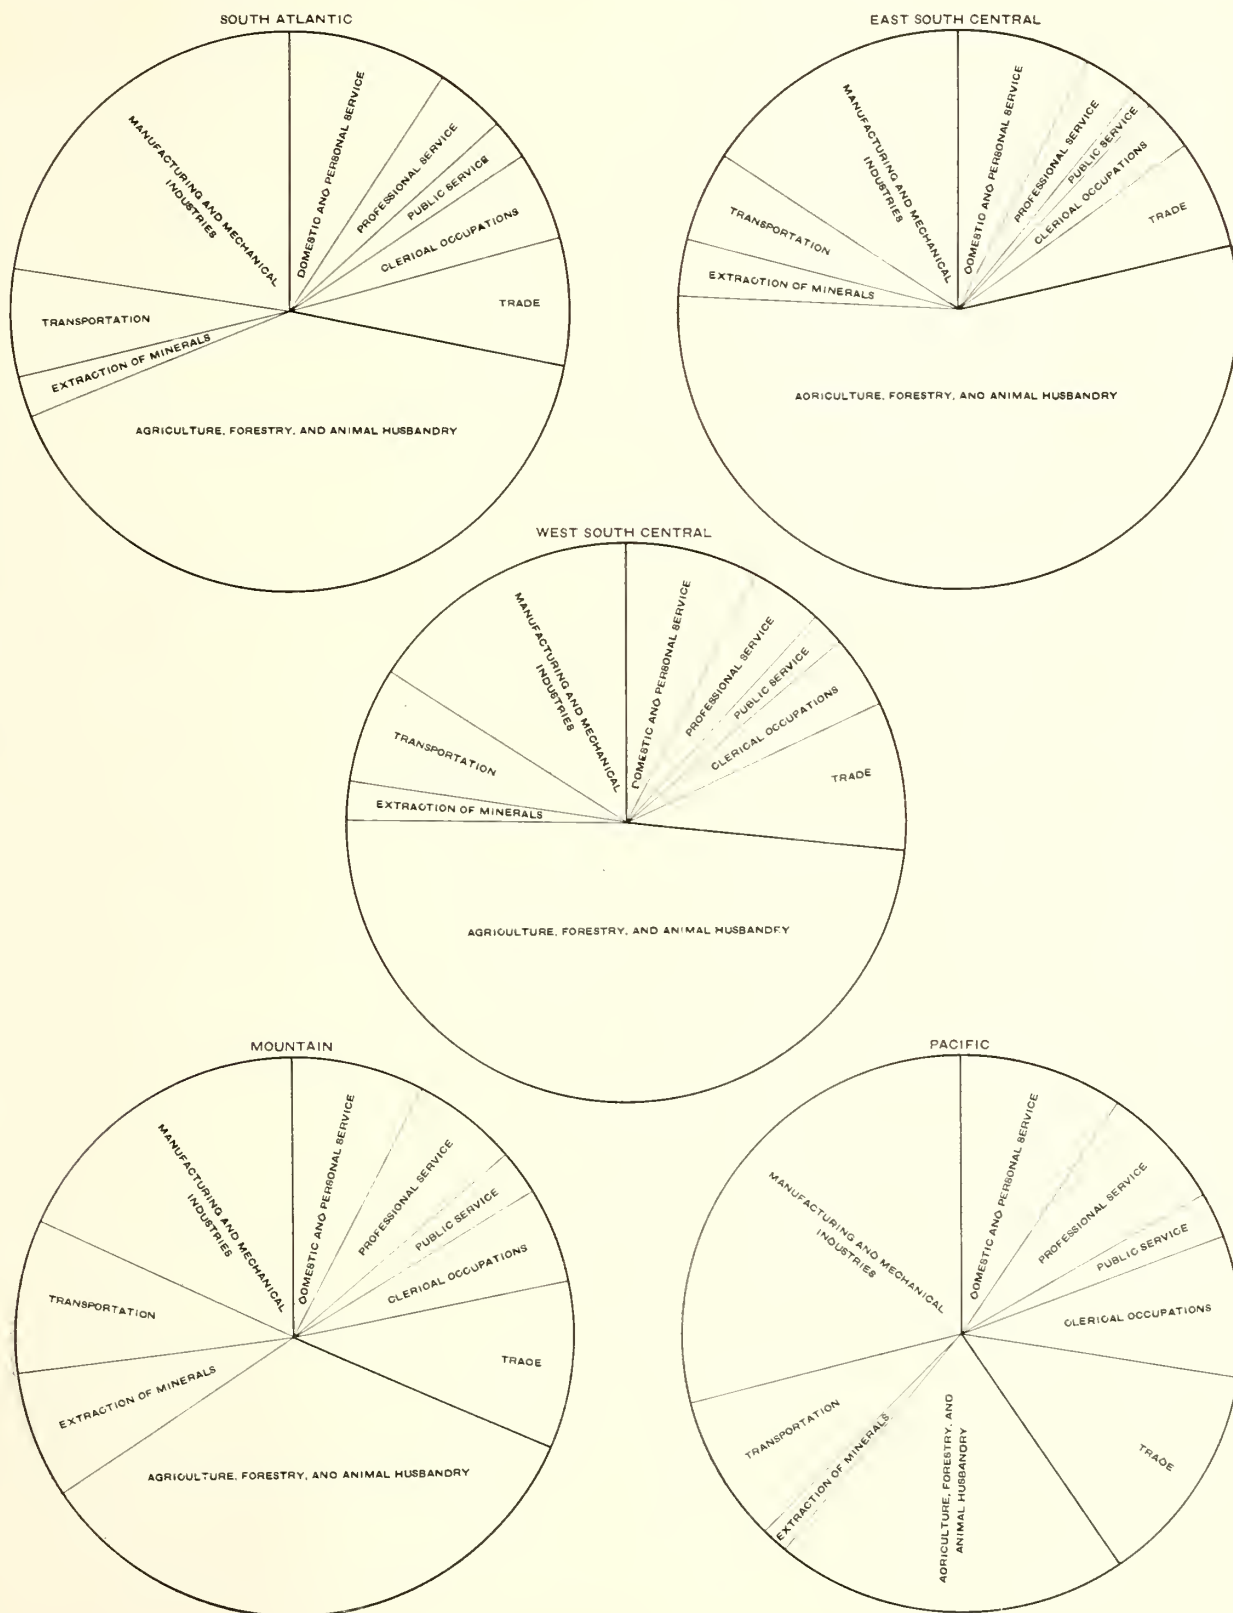 SOUTH ATLANTIC
MANUFACTURING AND MECHANICAL
INDUSTRIES
DOMESTIC AND PERSONAL SERVICE
PROFESSIONAL SERVICE
PUBLIC SERVICE
CLERICAL OCCUPATIONS
TRADE
TRANSPORTATION
EXTRACTION OF MINERALS
AGRICULTURE, FORESTRY, AND ANIMAL HUSBANDRY
EAST SOUTH CENTRAL
MANUFACTURING AND MECHANICAL
INDUSTRIES
DOMESTIC AND PERSONAL SERVICE
PROFESSIONAL SERVICE
PUBLIC SERVICE
CLERICAL OCCUPATIONS
TRADE
TRANSPORTATION
EXTRACTION OF MINERALS
AGRICULTURE, FORESTRY, AND ANIMAL HUSBANDRY
WEST SOUTH CENTRAL
MANUFACTURING AND MECHANICAL
INDUSTRIES
DOMESTIC AND PERSONAL SERVICE
PROFESSIONAL SERVICE
PUBLIC SERVICE
CLERICAL OCCUPATIONS
TRADE
TRANSPORTATION
EXTRACTION OF MINERALS
AGRICULTURE, FORESTRY, AND ANIMAL HUSBANDRY
MOUNTAIN
MANUFACTURING AND MECHANICAL
INDUSTRIES
DOMESTIC AND PERSONAL SERVICE
PROFESSIONAL SERVICE
PUBLIC SERVICE
CLERICAL OCCUPATIONS
TRADE
TRANSPORTATION
EXTRACTION OF MINERALS
AGRICULTURE, FORESTRY, AND ANIMAL HUSBANDRY
PACIFIC
MANUFACTURING AND MECHANICAL
INDUSTRIES
DOMESTIC AND PERSONAL SERVICE
PROFESSIONAL SERVICE
PUBLIC SERVICE
CLERICAL OCCUPATIONS
TRADE
TRANSPORTATION
EXTRACTION OF MINERALS
AGRICULTURE, FORESTRY, AND
ANIMAL HUSBANDRY